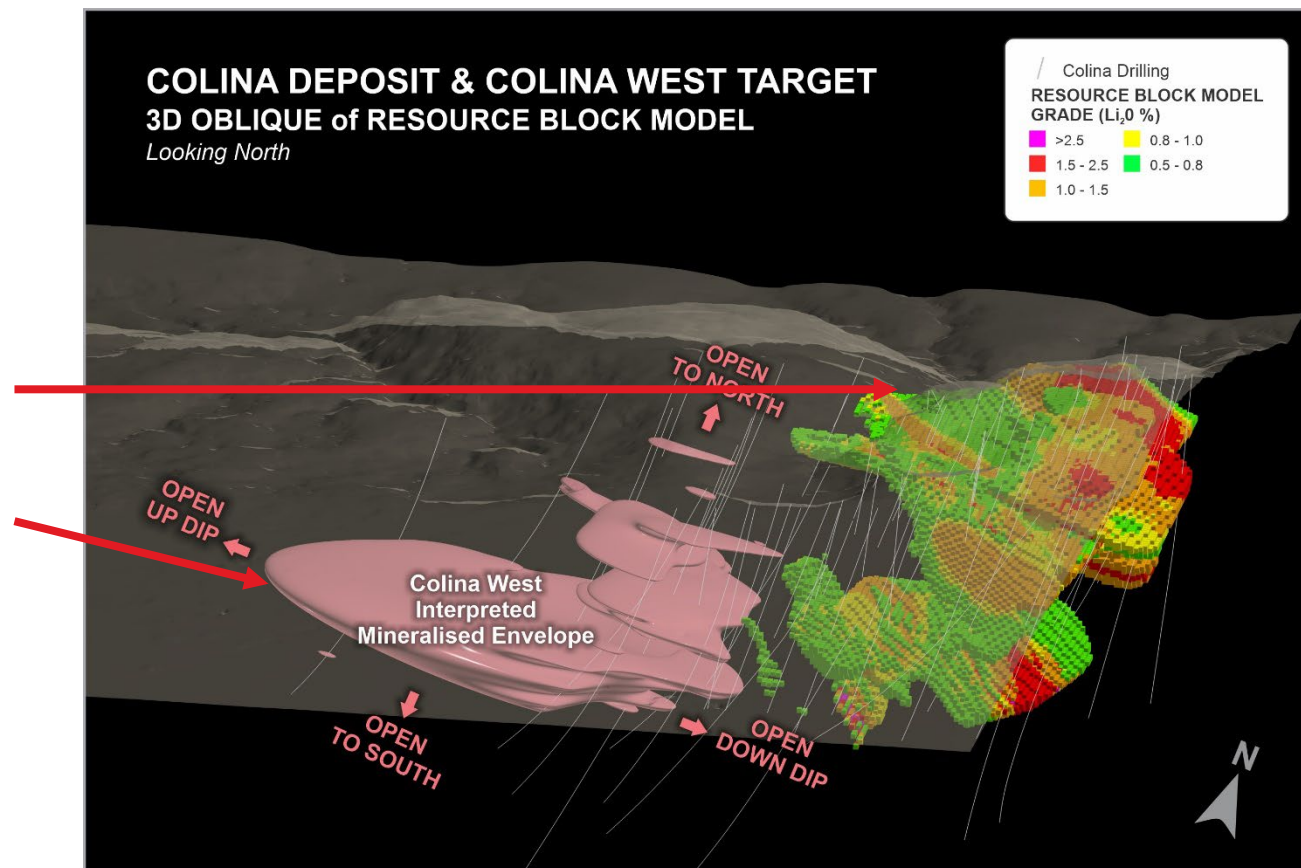 COLINA DEPOSIT & COLINA WEST TARGET
3D OBLIQUE of RESOURCE BLOCK MODEL
Looking North
Colina Drilling
RESOURCE BLOCK MODEL
GRADE (Li₂0 %)
>2.5
0.8 - 1.0
1.5 - 2.5
0.5 - 0.8
1.0 - 1.5
OPEN
TO NORTH
OPEN
UP DIP
Colina West
Interpreted
Mineralised Envelope
OPEN
TO SOUTH
OPEN
DOWN DIP
N